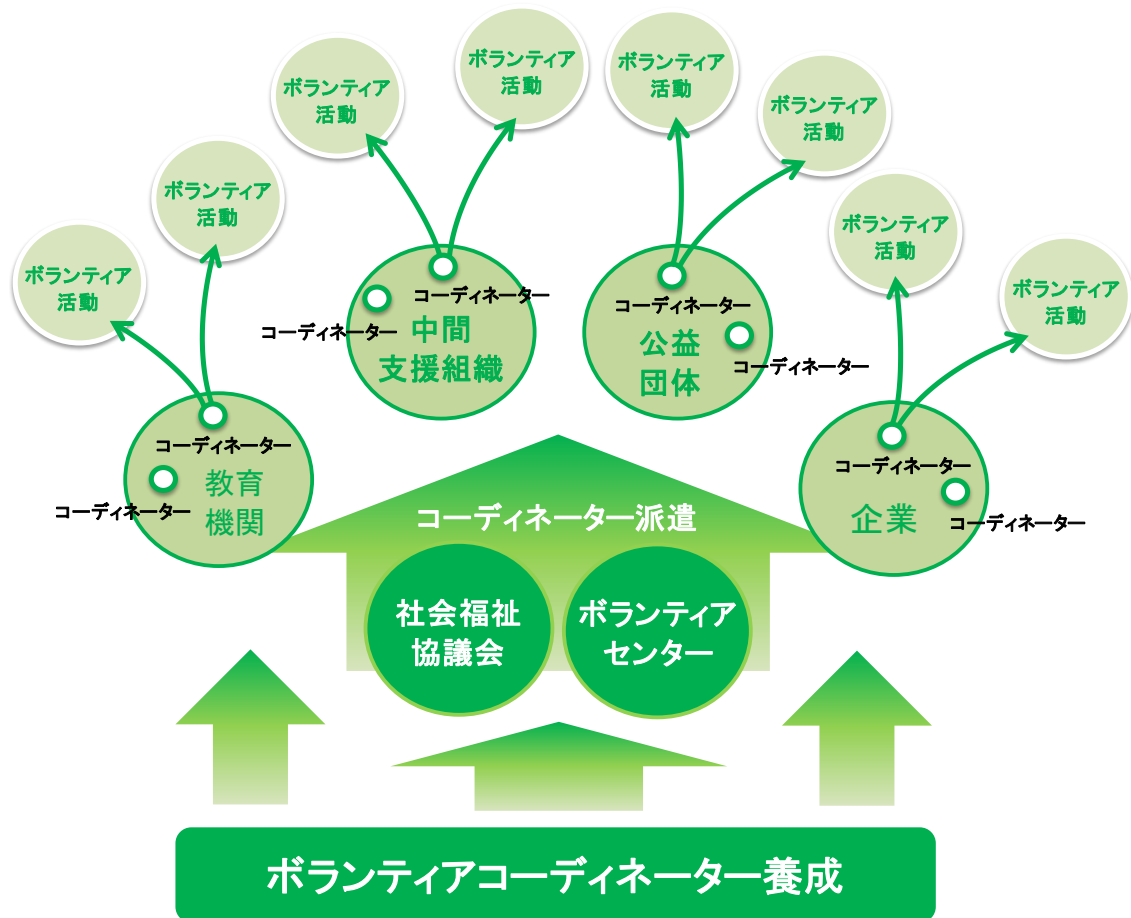 ボランティア
活動
ボランティア
活動
ボランティア
活動
ボランティア
活動
ボランティア
活動
ボランティア
活動
ボランティア
活動
ボランティア
活動
コーディネーター
コーディネーター
中間
支援組織
コーディネーター
コーディネーター
公益
団体
コーディネーター
コーディネーター
教育
機関
コーディネーター
コーディネーター
企業
コーディネーター派遣
社会福祉
協議会
ボランティア
センター
ボランティアコーディネーター養成